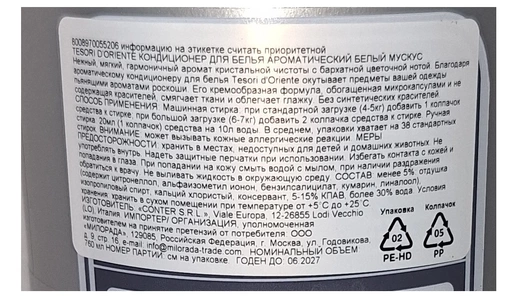 8008970055206 информацию на этикетке считать приоритетной
TESORI D'ORIENTE КОНДИЦИОНЕР ДЛЯ БЕЛЬЯ АРОМАТИЧЕСКИЙ БЕЛЫЙ МУСКУС
Нежный, мягкий, гармоничный аромат кристальной чистоты с бархатной цветочной нотой. Благодаря
ароматическому кондиционеру для белья Tesori d'Oriente окутывает предметы вашей одежды
пьянящими ароматами роскоши. Его кремообразная формула, обогащенная микрокапсулами и не
содержащая красителей, смягчает ткани и облегчает глажку. Без синтетических красителей
СПОСОБ ПРИМЕНЕНИЯ: Машинная стирка: при стандартной загрузке (4-5кг) добавить 1 колпачок
средства к стирке; при большой загрузке (6-7кг) добавить 2 колпачка средства к стирке. Ручная
стирка: 20мл (1 колпачок) средства на 10л воды. В среднем, упаковки хватает на 38 стандартных
стирок. ВНИМАНИЕ: может вызывать кожные аллергические реакции. МЕРЫ
ПРЕДОСТОРОЖНОСТИ: хранить в местах, недоступных для детей и домашних животных. Не
употреблять внутрь. Надеть защитные перчатки при использовании. Избегать контакта с кожей и
попадания в глаза. При попадании на кожу смыть водой с мылом, при наличии раздражения
обратиться к врачу. Не выливать жидкость в окружающую среду. СОСТАВ: менее 5% отдушка
(содержит цитронеллол, альфаизометил ионон, бензилсалицилат, кумарин, линалоол),
изопропиловый спирт, кальций хлористый, консервант, 5-15% КПАВ, более 30% вода. Условия
хранения: хранить в сухом помещении при температуре от +5°C до +25°C
ИЗГОТОВИТЕЛЬ: «CONTER S.R.L.», Viale Europa, 12-26855 Lodi Vecchio
(LO), Италия. ИМПОРТЕР/ ОРГАНИЗАЦИЯ, уполномоченная
изготовителем на принятие претензий от потребителя: ООО
«МИЛОРАДА», 129085, Российская Федерация, г. Москва, ул. Годовикова,
д. 9 стр. 16, e-mail: info@milorada-trade.com. НОМИНАЛЬНЫЙ ОБЪЕМ
760 мл НОМЕР ПАРТИИ: см на упаковке. ГОДЕН ДО 06.2027
Упаковка Колпачок
02 05
PE-HD PP